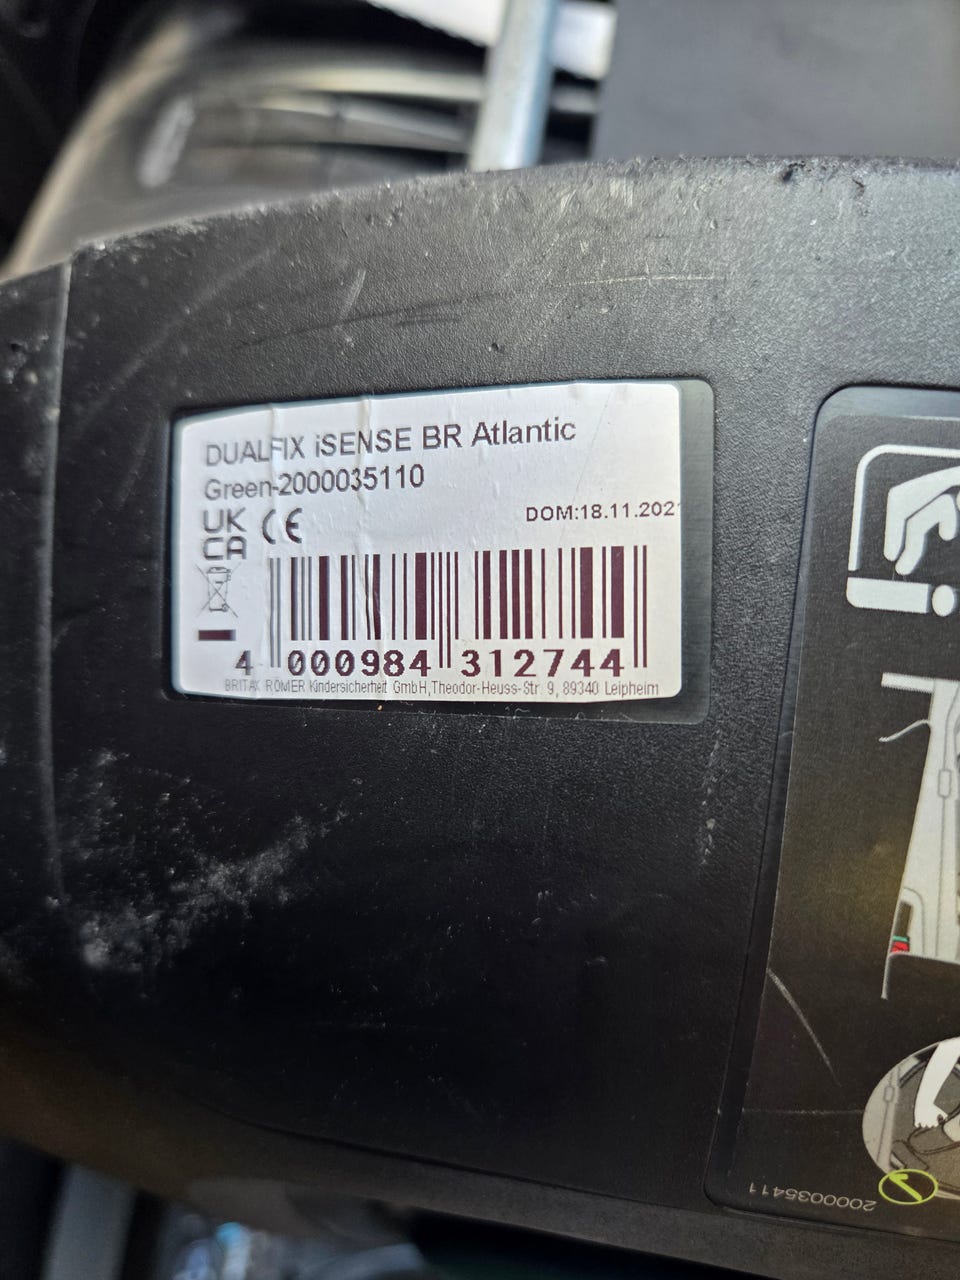 DUALFIX iSENSE BR Atlantic
Green-2000035110
UK
CA
CE
DOM:18.11.2021
4 000984 312744
BRITAX RÖMER Kindersicherheit GmbH, Theodor-Heuss-Str. 9, 89340 Leipheim
i
2000035411